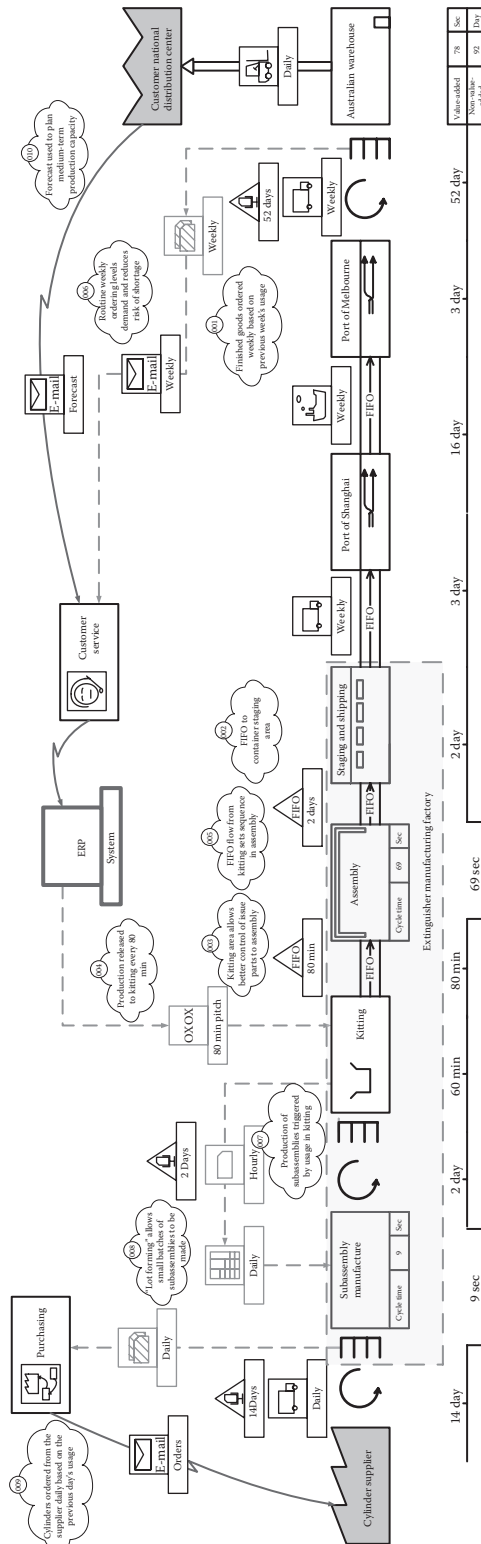 009
Cylinders ordered from the
supplier daily based on the
previous day's usage
Purchasing
E-mail
Orders
Daily
Cylinder supplier
14Days
Daily
008
"Lot forming" allows
small batches of
subassemblies to be
made
Daily
Hourly
2 Days
007
Production of
subassemblies triggered
by usage in kitting
Subassembly
manufacture
Cycle time
9
Sec
004
Production released
to kitting every 80
min
ERP
System
OXOX
80 min pitch
Kitting
003
Kitting area allows
better control of issue
parts to assembly
FIFO
80 min
FIFO
005
FIFO flow from
kitting sets sequence
in assembly
Assembly
Cycle time
69
Sec
FIFO
2 days
FIFO
002
FIFO to
container staging
area
Staging and shipping
Extinguisher manufacturing factory
Customer
service
E-mail
Forecast
010
Forecast used to plan
medium-term
production capacity
Customer national
distribution center
006
Routine weekly
ordering levels
demand and reduces
risk of shortage
E-mail
Weekly
Weekly
001
Finished goods ordered
weekly based on
previous week's usage
Weekly
FIFO
Port of Shanghai
Weekly
FIFO
Port of Melbourne
52 days
Weekly
Daily
Australian warehouse
14 day
9 sec
2 day
60 min
80 min
69 sec
2 day
3 day
16 day
3 day
52 day
Value-added
78
Sec
Non-value-
92
Day